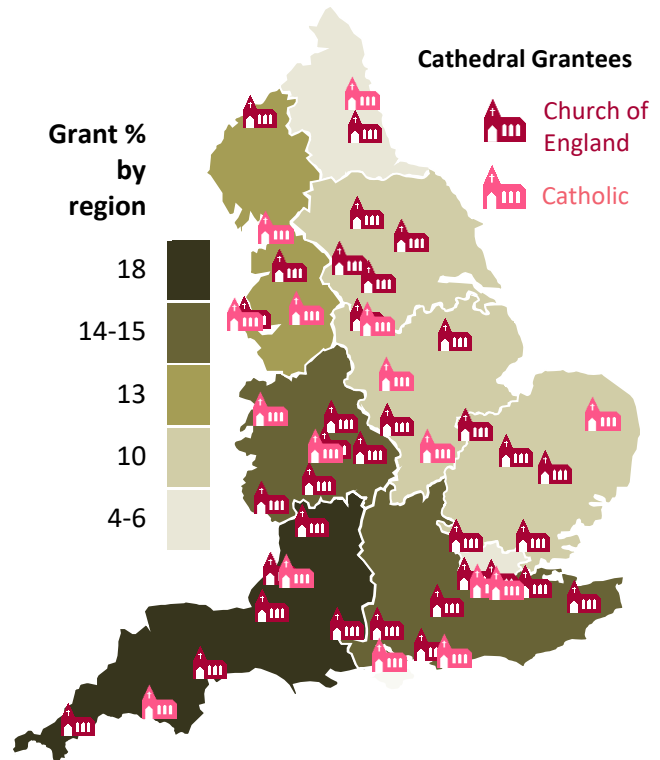 Cathedral Grantees
Church of
England
Catholic
Grant %
by
region
18
14-15
13
10
4-6